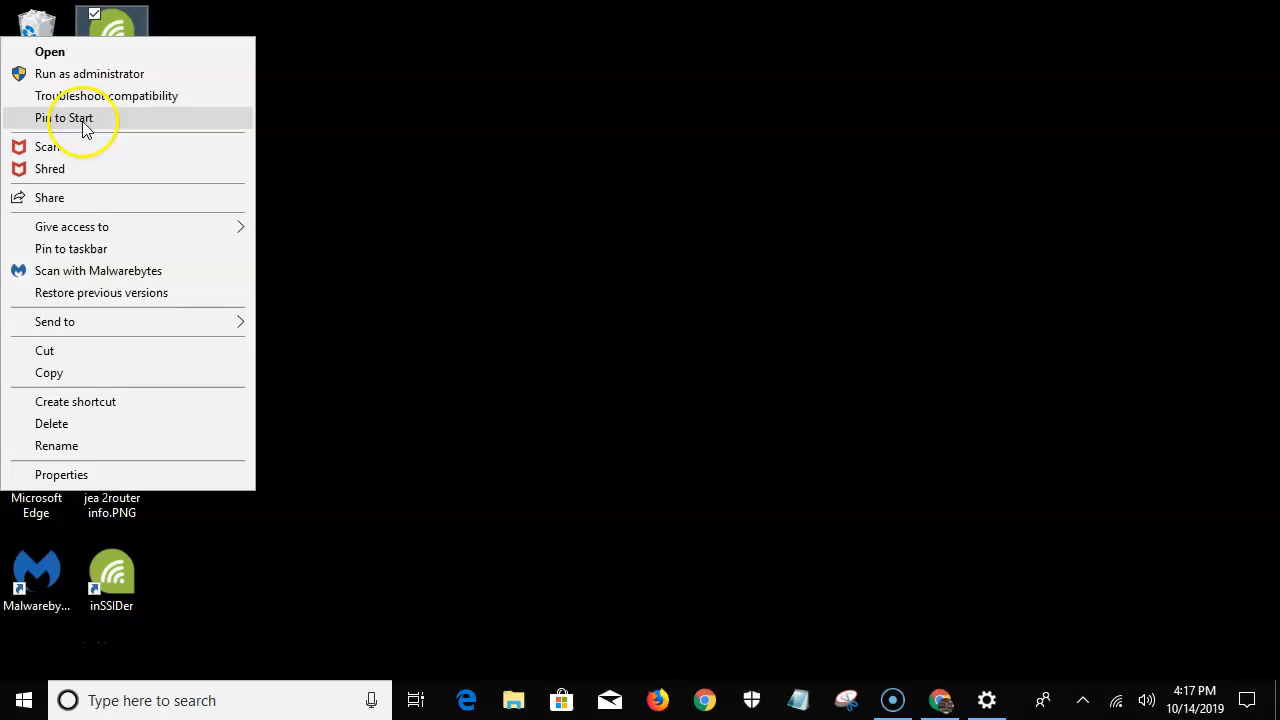 Open
Run as administrator
Troubleshoot compatibility
Pin to Start
Scan
Shred
Share
Give access to
Pin to taskbar
Scan with Malwarebytes
Restore previous versions
Send to
Cut
Copy
Create shortcut
Delete
Rename
Properties
Microsoft
Edge
jea 2router
info.PNG
Malwareby...
inSSIDer
Type here to search
4:17 PM
10/14/2019